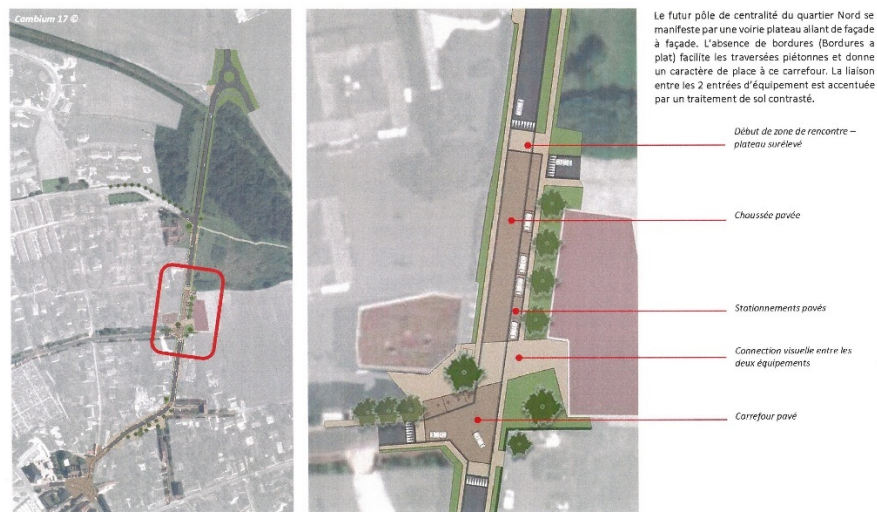 Cambium 17 ©
Le futur pôle de centralité du quartier Nord se
manifeste par une voirie plateau allant de façade
à façade. L'absence de bordures (Bordures a
plat) facilite les traversées piétonnes et donne
un caractère de place à ce carrefour. La liaison
entre les 2 entrées d'équipement est accentuée
par un traitement de sol contrasté.
Début de zone de rencontre –
plateau surélevé
Chaussée pavée
Stationnements pavés
Connection visuelle entre les
deux équipements
Carrefour pavé